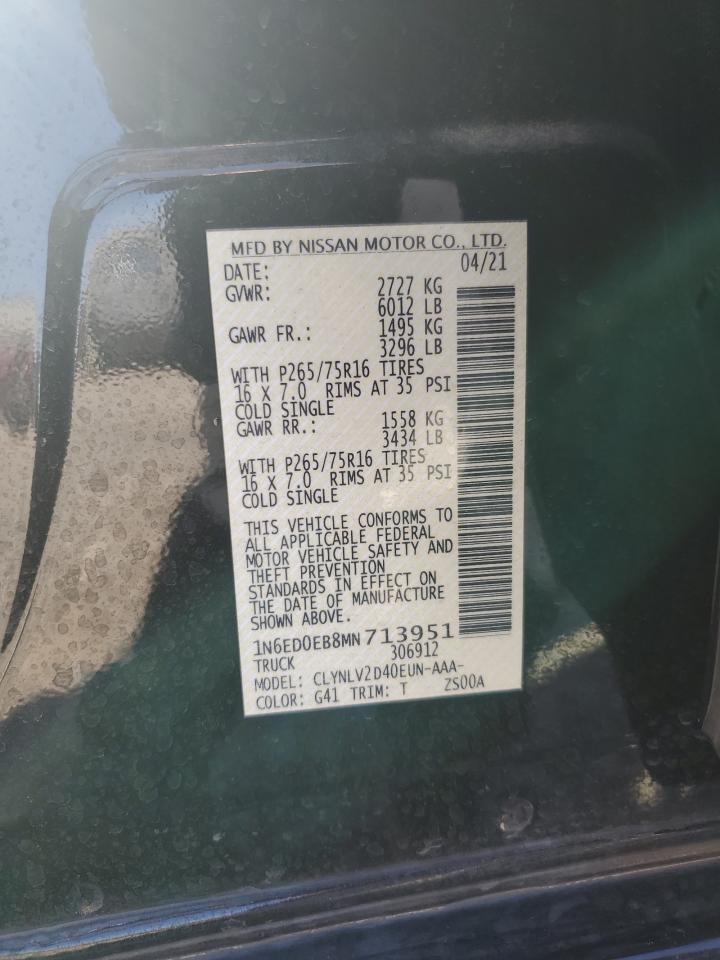 MFD BY NISSAN MOTOR CO., LTD.
DATE: 04/21
GVWR: 2727 KG
6012 LB
GAWR FR.: 1495 KG
3296 LB
WITH P265/75R16 TIRES
16 X 7.0 RIMS AT 35 PSI
COLD SINGLE
GAWR RR.: 1558 KG
3434 LB
WITH P265/75R16 TIRES
16 X 7.0 RIMS AT 35 PSI
COLD SINGLE
THIS VEHICLE CONFORMS TO
ALL APPLICABLE FEDERAL
MOTOR VEHICLE SAFETY AND
THEFT PREVENTION
STANDARDS IN EFFECT ON
THE DATE OF MANUFACTURE
SHOWN ABOVE.
1N6ED0EB8MN713951
TRUCK 306912
MODEL: CLYNLV2D40EUN-AAA-
COLOR: G41 TRIM: T ZS00A